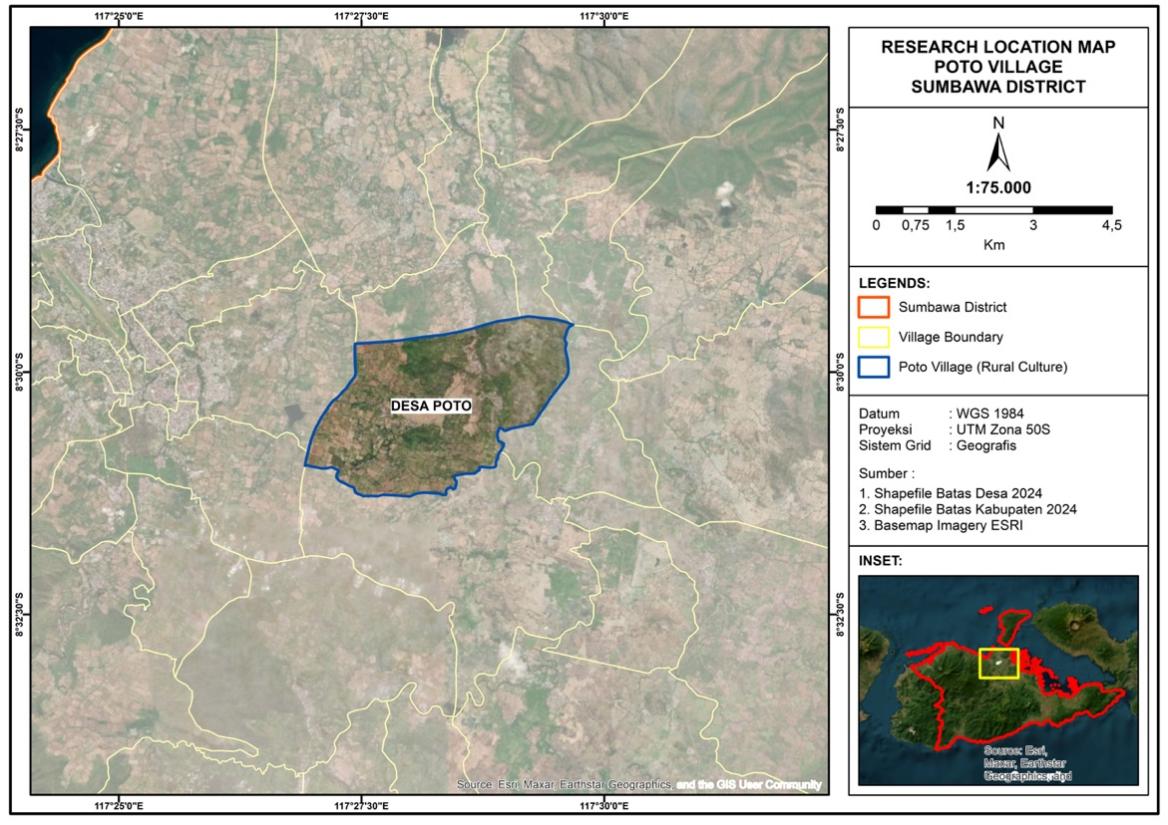 117°25'0"E
117°27'30"E
117°30'0"E
8°27'30"S
8°27'30"S
8°30'0"S
8°30'0"S
8°32'30"S
8°32'30"S
DESA POTO
Source: Esri, Maxar, Earthstar Geographics, and the GIS User Community
117°25'0"E
117°27'30"E
117°30'0"E
RESEARCH LOCATION MAP
POTO VILLAGE
SUMBAWA DISTRICT
N
1:75.000
0 0,75 1,5 3 4,5
Km
LEGENDS:
Sumbawa District
Village Boundary
Poto Village (Rural Culture)
Datum : WGS 1984
Proyeksi : UTM Zona 50S
Sistem Grid : Geografis
Sumber :
1. Shapefile Batas Desa 2024
2. Shapefile Batas Kabupaten 2024
3. Basemap Imagery ESRI
INSET:
Source: Esri,
Maxar, Earthstar
Geographics,